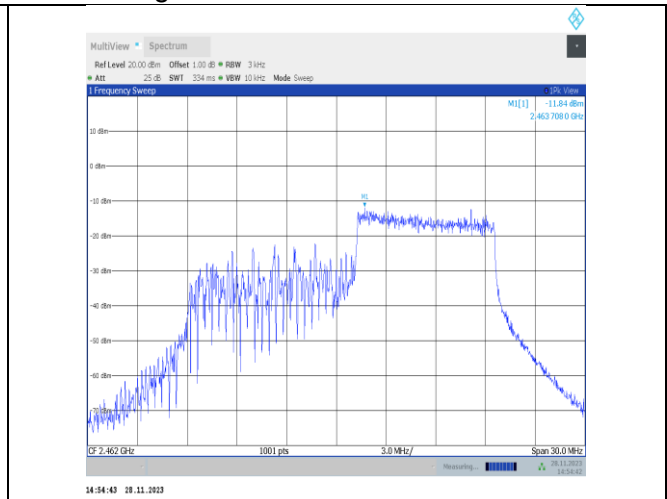 MultiView Spectrum
Ref Level 20.00 dBm Offset 1.00 dB RBW 3 kHz
Att 25 dB SWT 334 ms VBW 10 kHz Mode Sweep
1 Frequency Sweep 1Pk View
M1[1] -11.84 dBm
2.463 708 0 GHz
10 dBm
0 dBm
-10 dBm
M1
-20 dBm
-30 dBm
-40 dBm
-50 dBm
-60 dBm
-70 dBm
CF 2.462 GHz 1001 pts 3.0 MHz/ Span 30.0 MHz
Measuring... 28.11.2023
14:54:42
14:54:43 28.11.2023